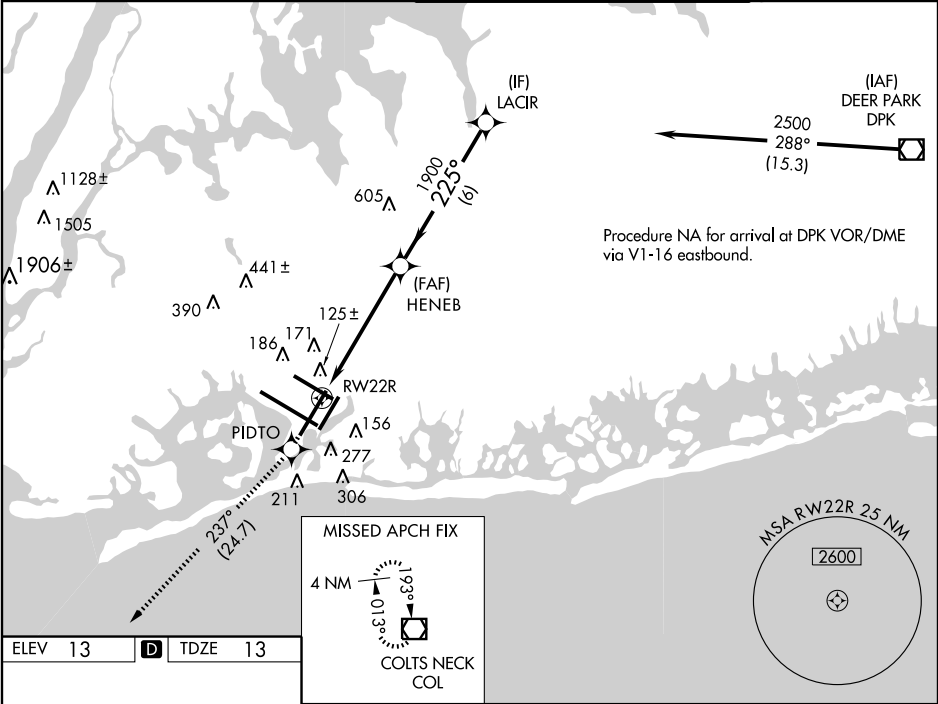 (IF)
LACIR
(IAF)
DEER PARK
DPK
2500
288°
(15.3)
1900
225°
(6)
605
1128±
1505
1906±
441±
390
(FAF)
HENEB
Procedure NA for arrival at DPK VOR/DME
via V1-16 eastbound.
125±
171
186
RW22R
PIDTO
156
277
211
306
237°
(24.7)
MISSED APCH FIX
4 NM
193°
013°
COLTS NECK
COL
MSA RW22R 25 NM
2600
ELEV 13 D TDZE 13